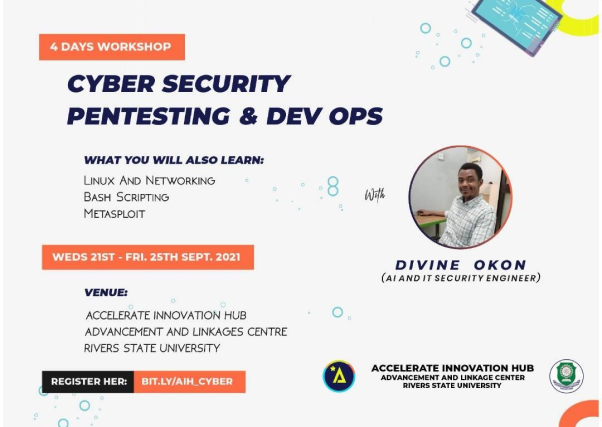 4 DAYS WORKSHOP
CYBER SECURITY
PENTESTING & DEV OPS
WHAT YOU WILL ALSO LEARN:
LINUX AND NETWORKING
BASH SCRIPTING
METASPLOIT
With
DIVINE OKON
(AI AND IT SECURITY ENGINEER)
WEDS 21ST - FRI. 25TH SEPT. 2021
VENUE:
ACCELERATE INNOVATION HUB
ADVANCEMENT AND LINKAGES CENTRE
RIVERS STATE UNIVERSITY
REGISTER HER: BIT.LY/AIH_CYBER
ACCELERATE INNOVATION HUB
ADVANCEMENT AND LINKAGE CENTER
RIVERS STATE UNIVERSITY